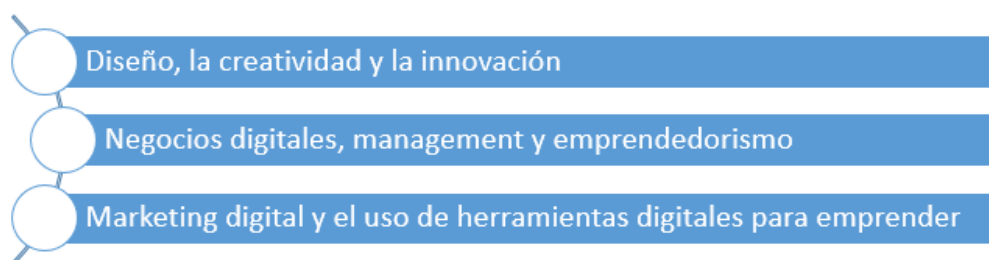 Diseño, la creatividad y la innovación
Negocios digitales, management y emprendedorismo
Marketing digital y el uso de herramientas digitales para emprender